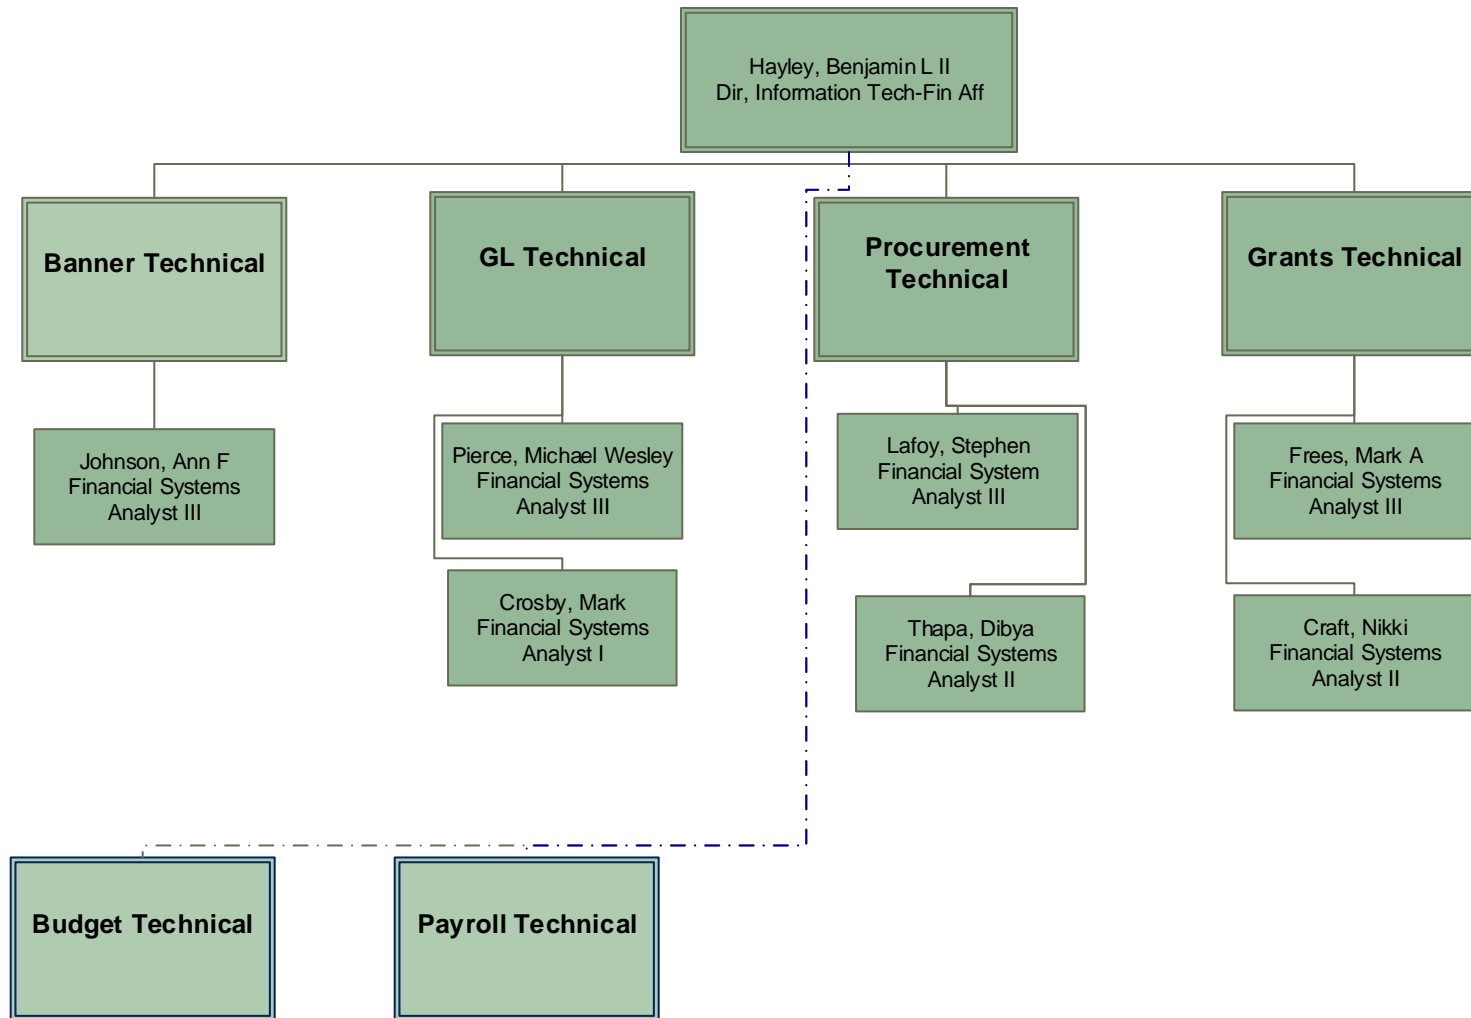 Hayley, Benjamin L II
Dir, Information Tech-Fin Aff
Banner Technical
GL Technical
Procurement
Technical
Grants Technical
Johnson, Ann F
Financial Systems
Analyst III
Pierce, Michael Wesley
Financial Systems
Analyst III
Lafoy, Stephen
Financial System
Analyst III
Frees, Mark A
Financial Systems
Analyst III
Crosby, Mark
Financial Systems
Analyst I
Thapa, Dibya
Financial Systems
Analyst II
Craft, Nikki
Financial Systems
Analyst II
Budget Technical
Payroll Technical